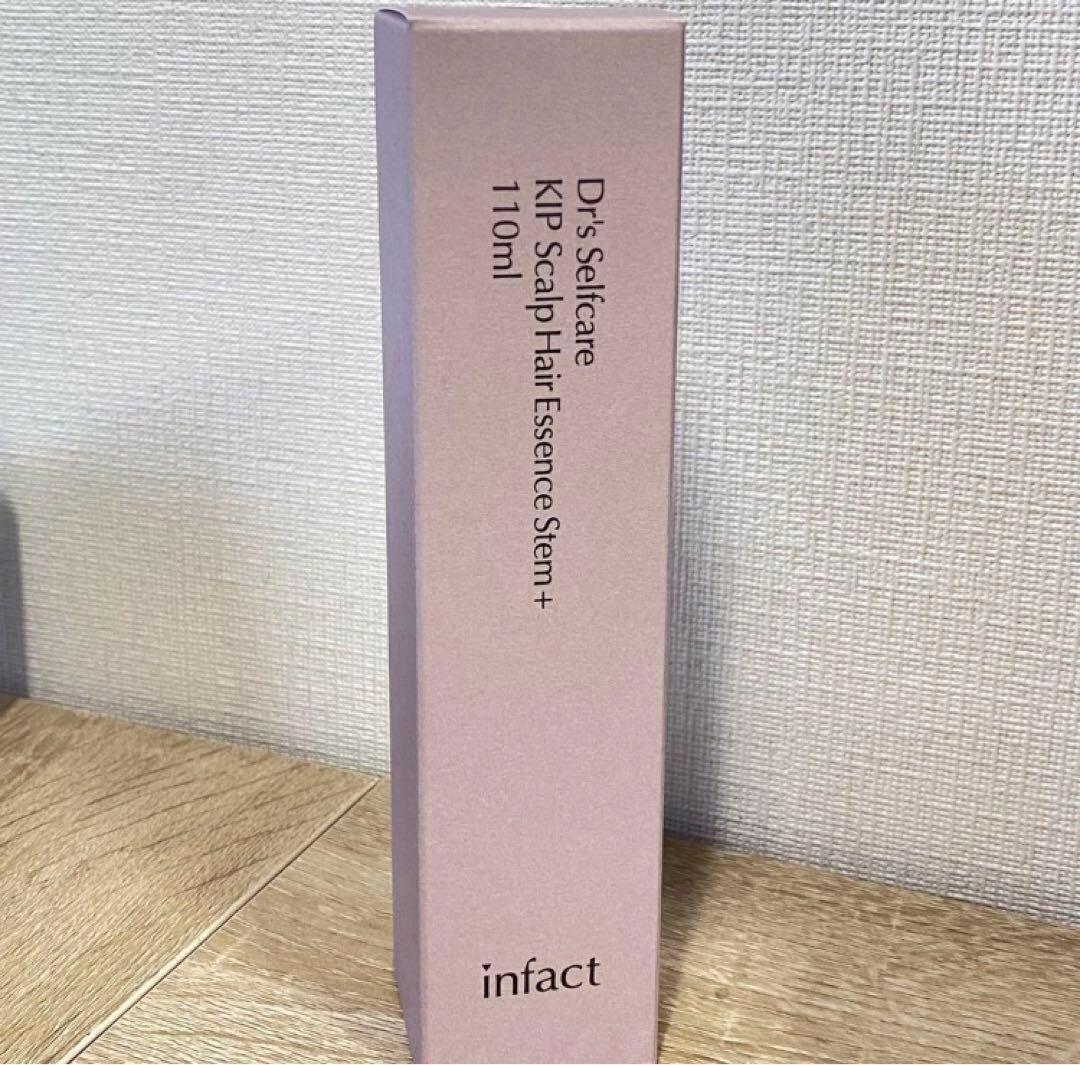 Dr's Selfcare
KIP Scalp Hair Essence Stem+
110ml
infact